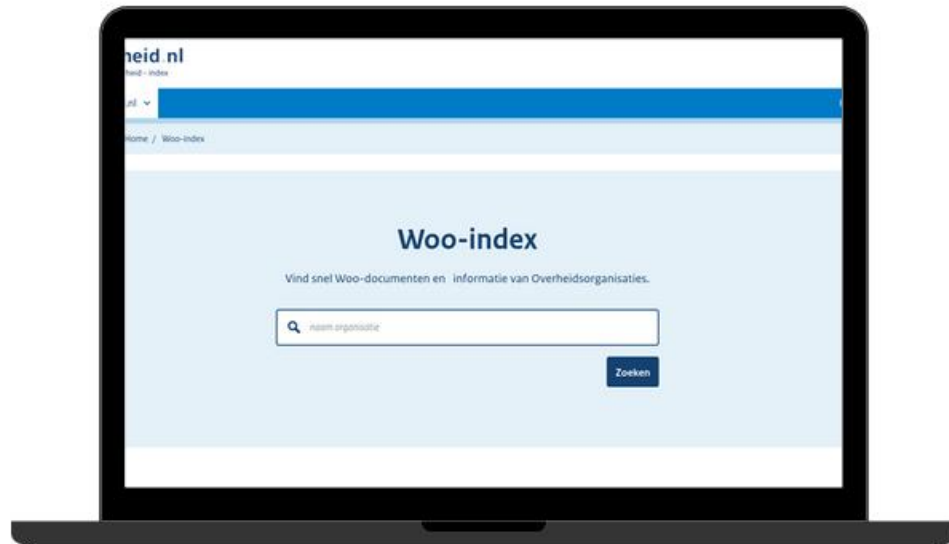 heid.nl
heid - index
.nl
Home / Woo-index
Woo-index
Vind snel Woo-documenten en informatie van Overheidsorganisaties.
naam organisatie
Zoeken